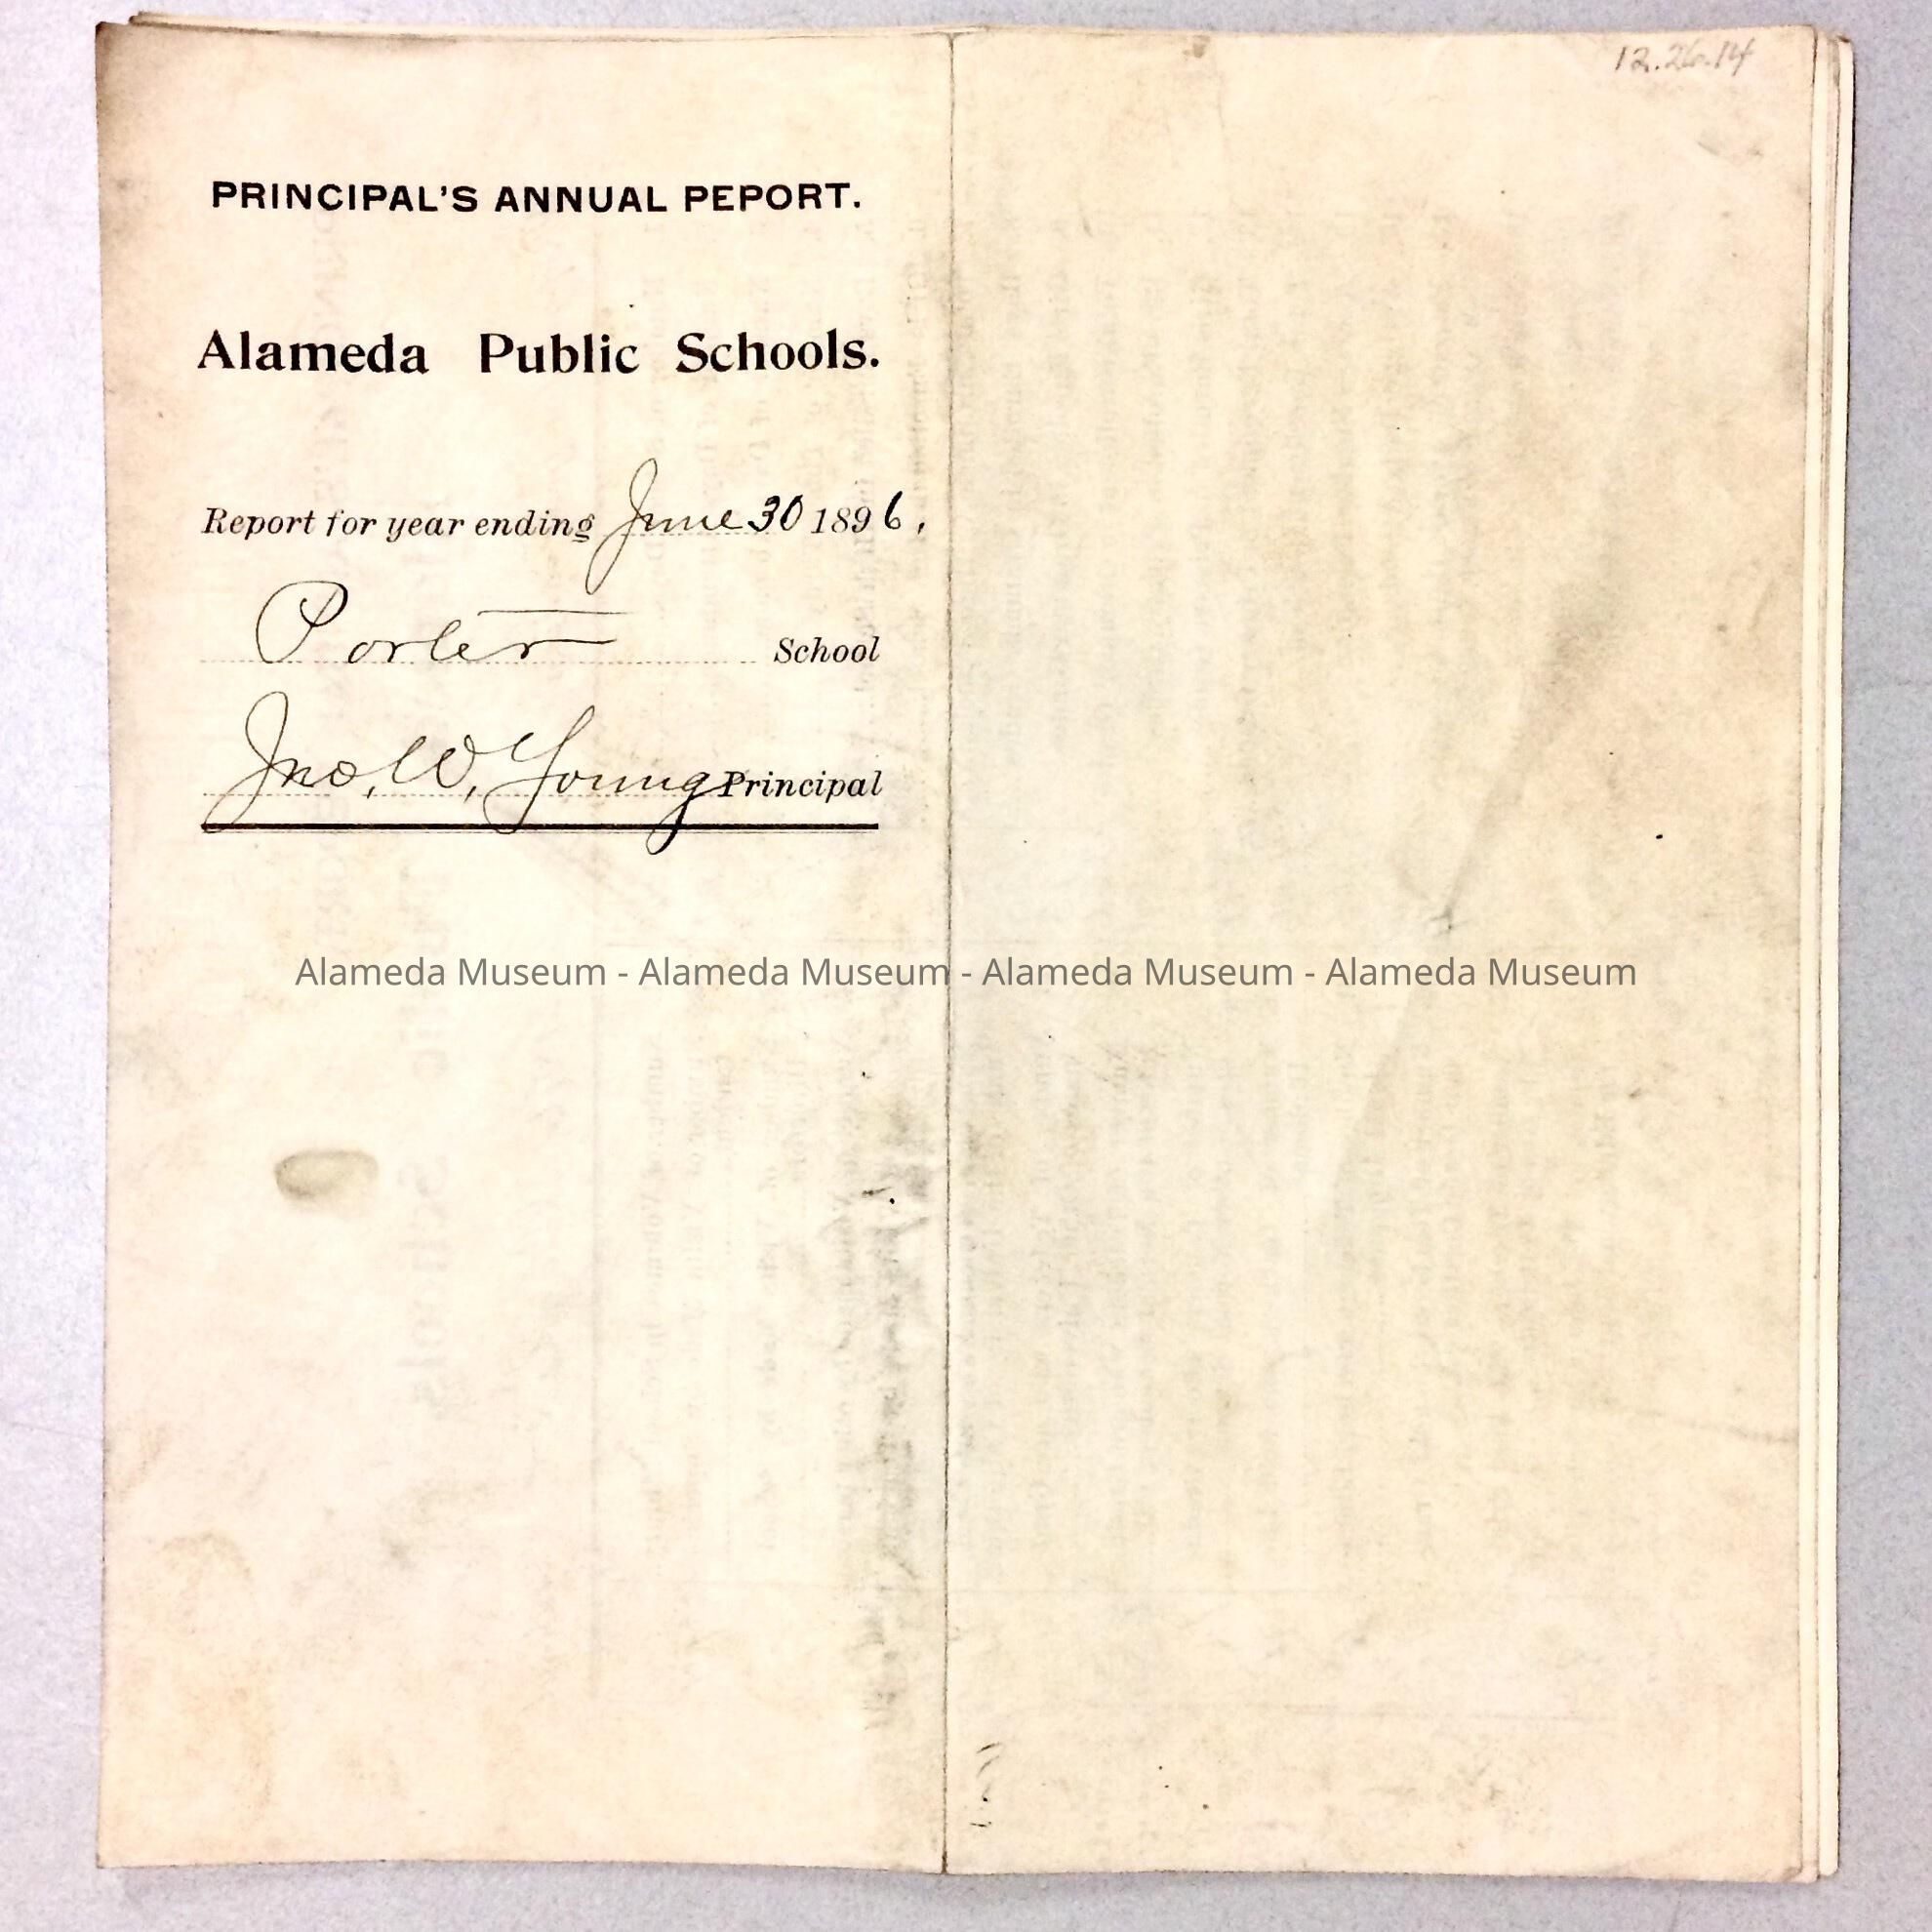 12.26.14
PRINCIPAL'S ANNUAL PEPORT.
Alameda Public Schools.
Report for year ending June 30 1896.
Porter School
Jno. W. Young Principal
Alameda Museum - Alameda Museum - Alameda Museum - Alameda Museum